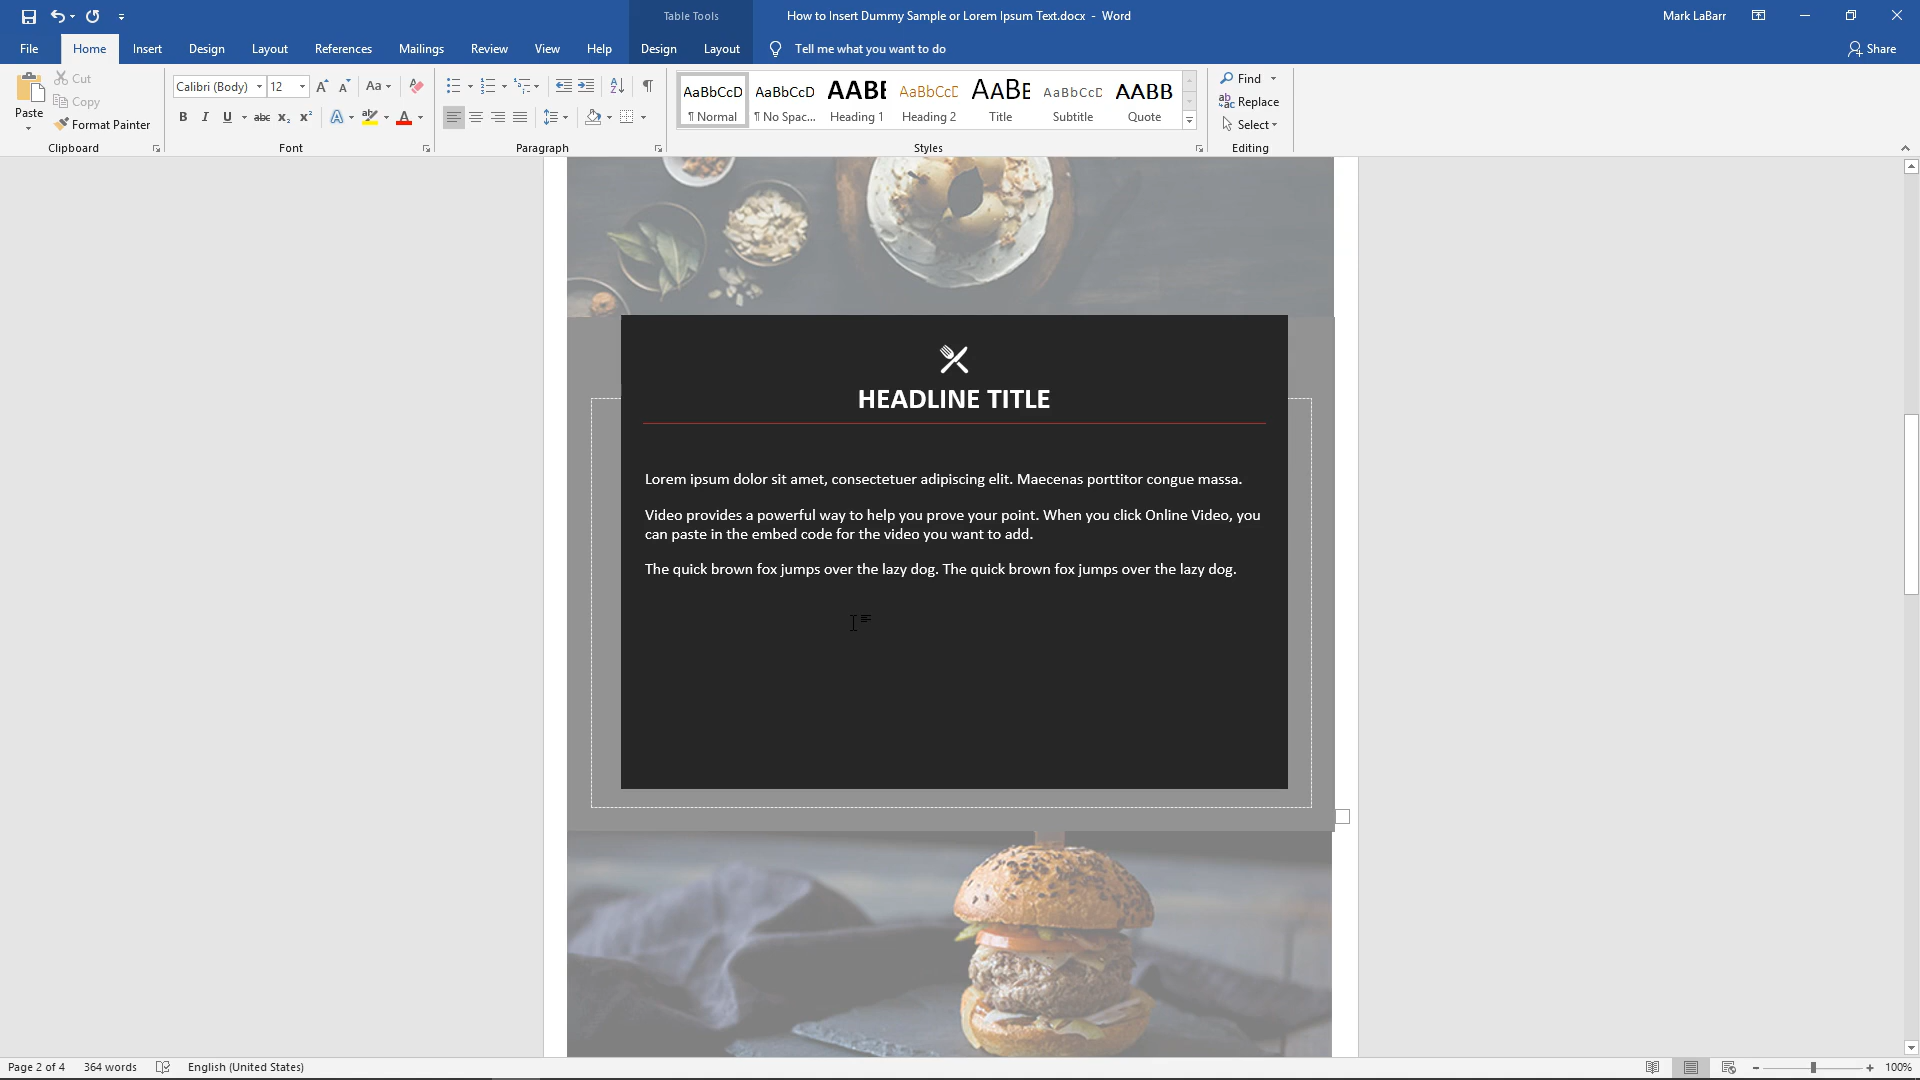 Table Tools
How to Insert Dummy Sample or Lorem Ipsum Text.docx - Word
Mark LaBarr
File Home Insert Design Layout References Mailings Review View Help Design Layout Tell me what you want to do Share
Paste
Cut
Copy
Format Painter
Clipboard
Calibri (Body) 12
Font
Paragraph
AaBbCcD AaBbCcD AABE AaBbCcE AaBE AaBbCcD AABB
¶ Normal ¶ No Spac... Heading 1 Heading 2 Title Subtitle Quote
Styles
Find
Replace
Select
Editing
HEADLINE TITLE
Lorem ipsum dolor sit amet, consectetuer adipiscing elit. Maecenas porttitor congue massa.
Video provides a powerful way to help you prove your point. When you click Online Video, you
can paste in the embed code for the video you want to add.
The quick brown fox jumps over the lazy dog. The quick brown fox jumps over the lazy dog.
Page 2 of 4 364 words English (United States) 100%